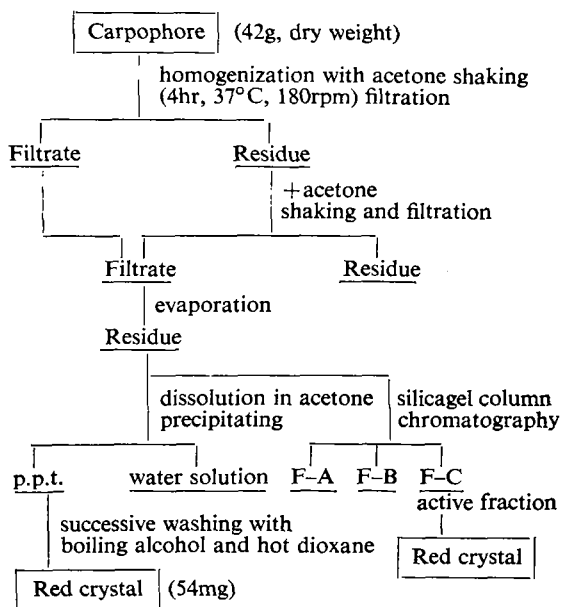 Carpophore (42g, dry weight)
homogenization with acetone shaking
(4hr, 37°C, 180rpm) filtration
Filtrate Residue
+acetone
shaking and filtration
Filtrate Residue
evaporation
Residue
dissolution in acetone silicagel column
precipitating chromatography
p.p.t. water solution F-A F-B F-C
active fraction
successive washing with
boiling alcohol and hot dioxane
Red crystal
Red crystal (54mg)